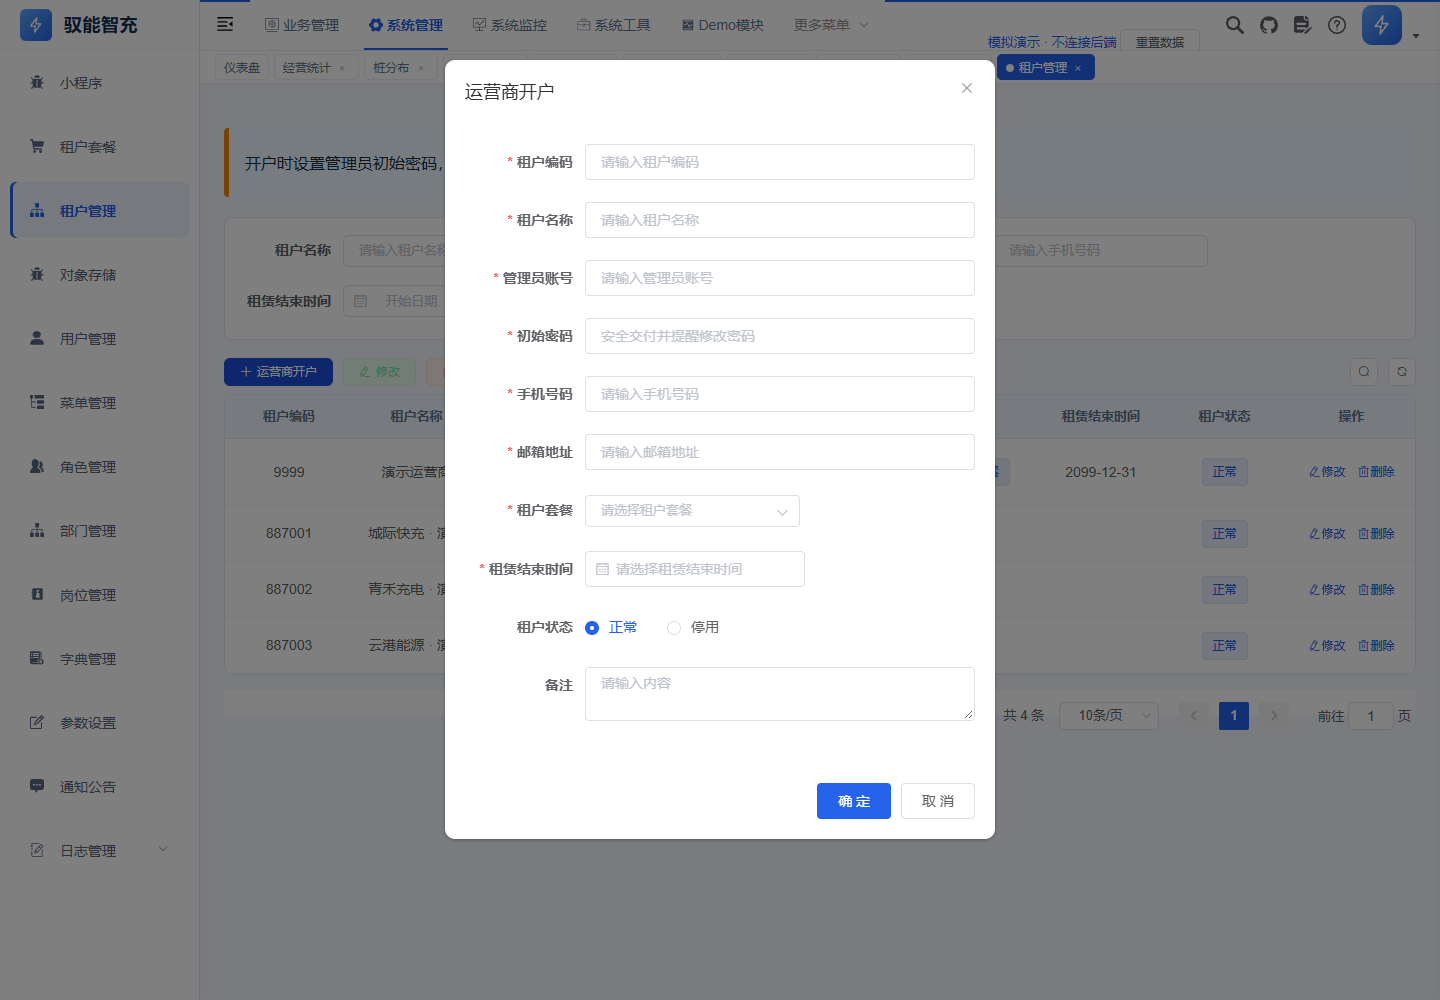 驭能智充
业务管理
系统管理
系统监控
系统工具
Demo模块
更多菜单
模拟演示 · 不连接后端
重置数据
仪表盘
经营统计 ×
桩分布 ×
租户管理 ×
小程序
租户套餐
租户管理
对象存储
用户管理
菜单管理
角色管理
部门管理
岗位管理
字典管理
参数设置
通知公告
日志管理
开户时设置管理员初始密码，
租户名称
请输入租户名称
请输入手机号码
租赁结束时间
开始日期
运营商开户
修改
租户编码
租户名称
租赁结束时间
租户状态
操作
9999
演示运营商
2099-12-31
正常
修改
删除
887001
城际快充 · 演
正常
修改
删除
887002
青禾充电 · 演
正常
修改
删除
887003
云港能源 · 演
正常
修改
删除
共 4 条
10条/页
1
前往
1
页
运营商开户
* 租户编码
请输入租户编码
* 租户名称
请输入租户名称
* 管理员账号
请输入管理员账号
* 初始密码
安全交付并提醒修改密码
* 手机号码
请输入手机号码
* 邮箱地址
请输入邮箱地址
* 租户套餐
请选择租户套餐
* 租赁结束时间
请选择租赁结束时间
租户状态
正常
停用
备注
请输入内容
确 定
取 消